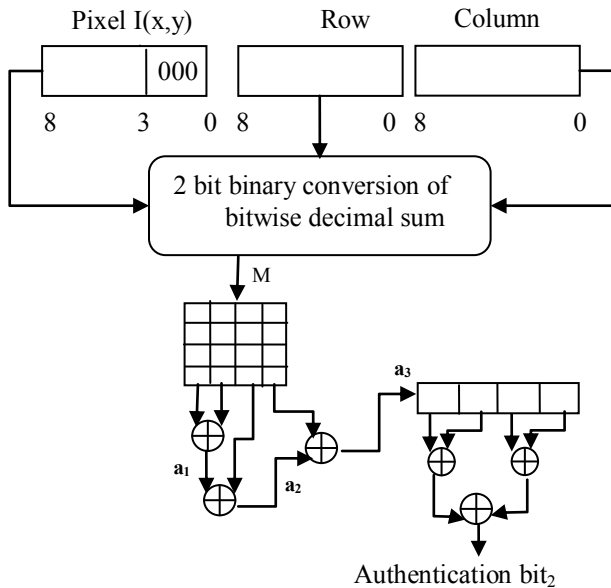 Pixel I(x,y) Row Column
000
8 3 0 8 0 8 0
2 bit binary conversion of
bitwise decimal sum
M
a₃
a₁
a₂
Authentication bit₂